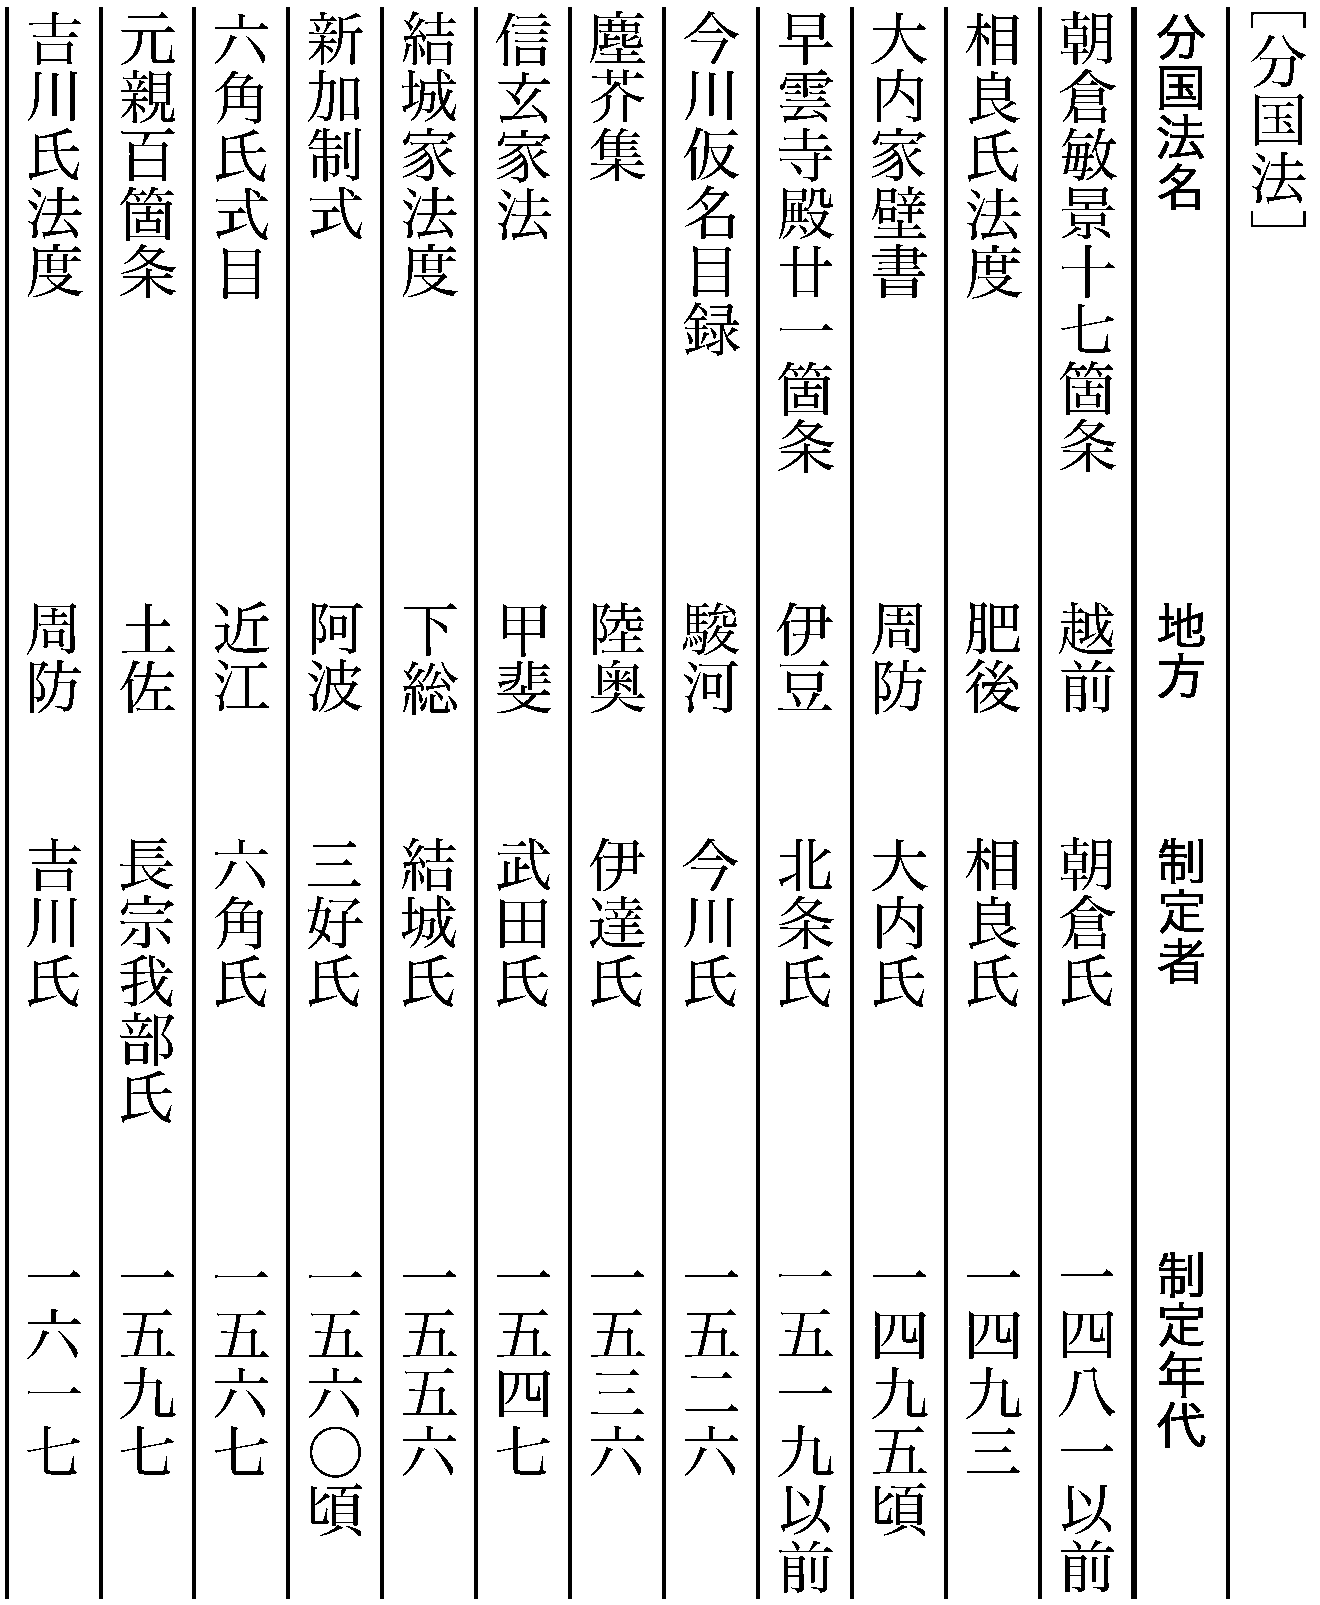 ［分国法］
分国法名 地方 制定者 制定年代
朝倉敏景十七箇条 越前 朝倉氏 一四八一以前
相良氏法度 肥後 相良氏 一四九三
大内家壁書 周防 大内氏 一四九五頃
早雲寺殿廿一箇条 伊豆 北条氏 一五一九以前
今川仮名目録 駿河 今川氏 一五二六
塵芥集 陸奥 伊達氏 一五三六
信玄家法 甲斐 武田氏 一五四七
結城家法度 下総 結城氏 一五五六
新加制式 阿波 三好氏 一五六〇頃
六角氏式目 近江 六角氏 一五六七
元親百箇条 土佐 長宗我部氏 一五九七
吉川氏法度 周防 吉川氏 一六一七